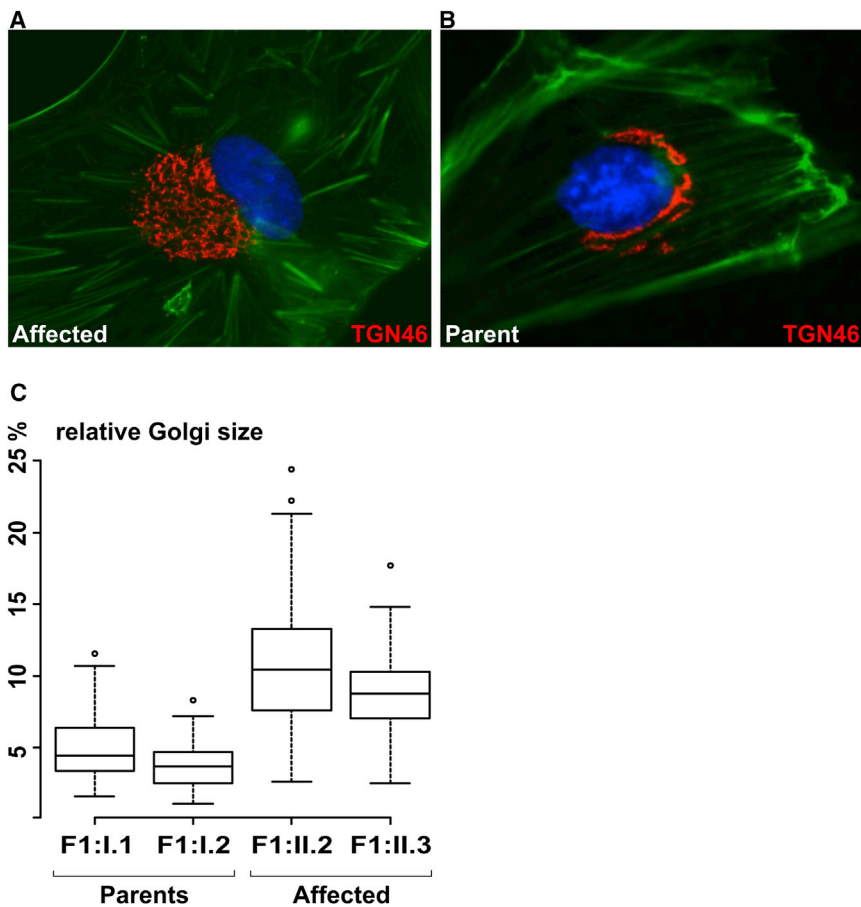 A
B
Affected
TGN46
Parent
TGN46
C
% relative Golgi size
25
20
15
10
5
F1:I.1 F1:I.2 F1:II.2 F1:II.3
Parents Affected